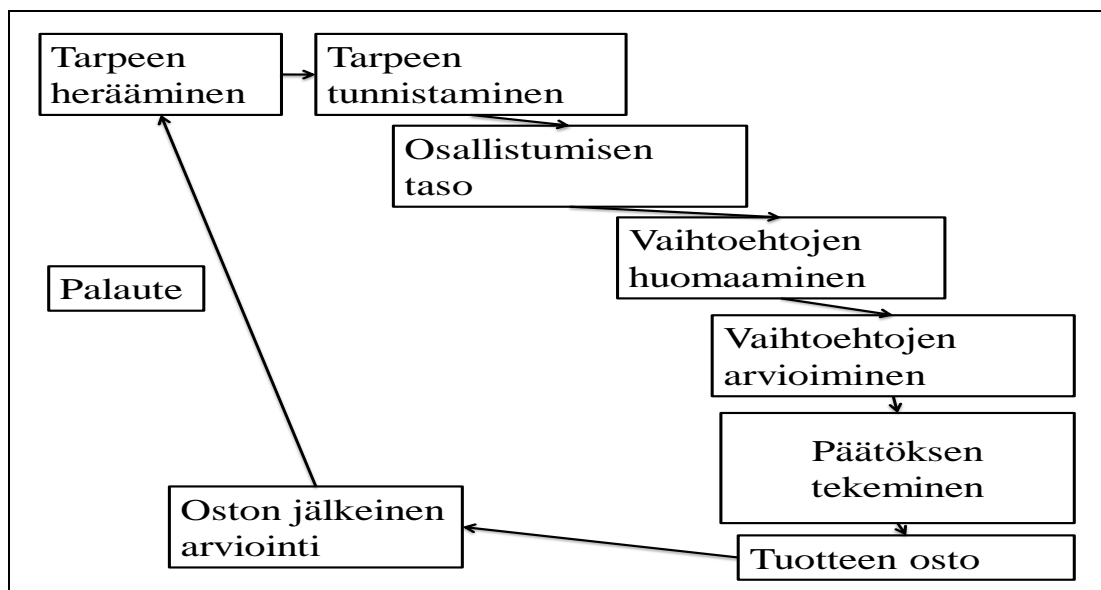 Tarpeen
herääminen
Tarpeen
tunnistaminen
Osallistumisen
taso
Vaihtoehtojen
huomaaminen
Palaute
Vaihtoehtojen
arvioiminen
Päätöksen
tekeminen
Oston jälkeinen
arviointi
Tuotteen osto